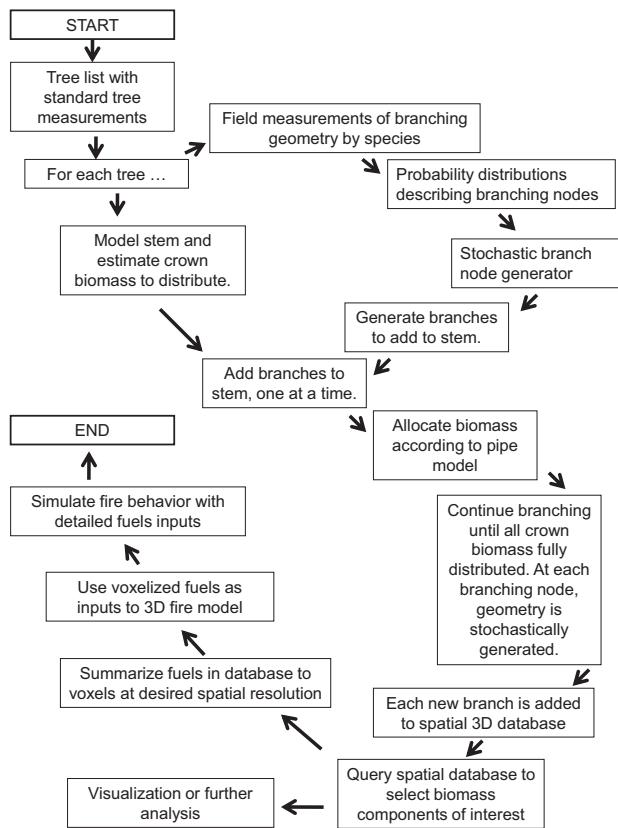 START
Tree list with
standard tree
measurements
For each tree …
Field measurements of branching
geometry by species
Probability distributions
describing branching nodes
Stochastic branch
node generator
Model stem and
estimate crown
biomass to distribute.
Generate branches
to add to stem.
Add branches to
stem, one at a time.
Allocate biomass
according to pipe
model
Continue branching
until all crown
biomass fully
distributed. At each
branching node,
geometry is
stochastically
generated.
Each new branch is added
to spatial 3D database
Query spatial database to
select biomass
components of interest
Visualization or further
analysis
Summarize fuels in database to
voxels at desired spatial resolution
Use voxelized fuels as
inputs to 3D fire model
Simulate fire behavior with
detailed fuels inputs
END